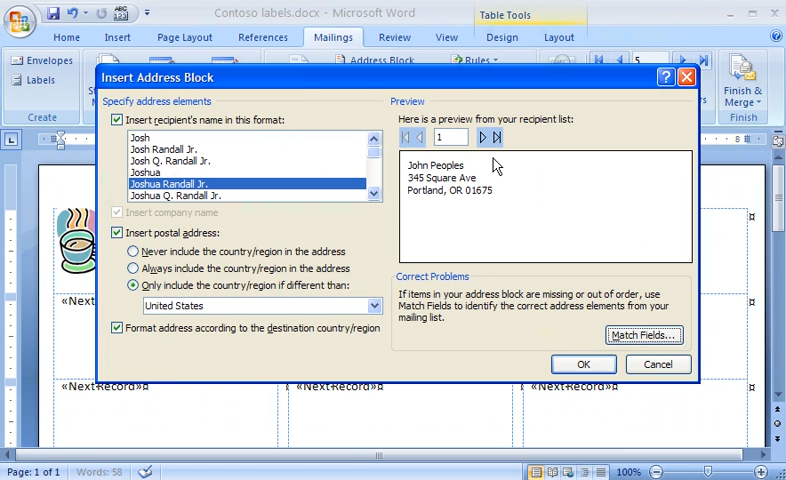 Contoso labels.docx - Microsoft Word
Table Tools
Home Insert Page Layout References Mailings Review View Design Layout
Envelopes
Labels
Create
Address Block
Rules
5
Finish &
Merge
Finish
Insert Address Block
Specify address elements
Insert recipient's name in this format:
Josh
Josh Randall Jr.
Josh Q. Randall Jr.
Joshua
Joshua Randall Jr.
Joshua Q. Randall Jr.
Insert company name
Insert postal address:
Never include the country/region in the address
Always include the country/region in the address
Only include the country/region if different than:
United States
Format address according to the destination country/region
Preview
Here is a preview from your recipient list:
1
John Peoples
345 Square Ave
Portland, OR 01675
Correct Problems
If items in your address block are missing or out of order, use
Match Fields to identify the correct address elements from your
mailing list.
Match Fields...
OK Cancel
8
«Next
«Next Record»¤ «Next Record»¤ «Next Record»¤
Page: 1 of 1 Words: 58 100%